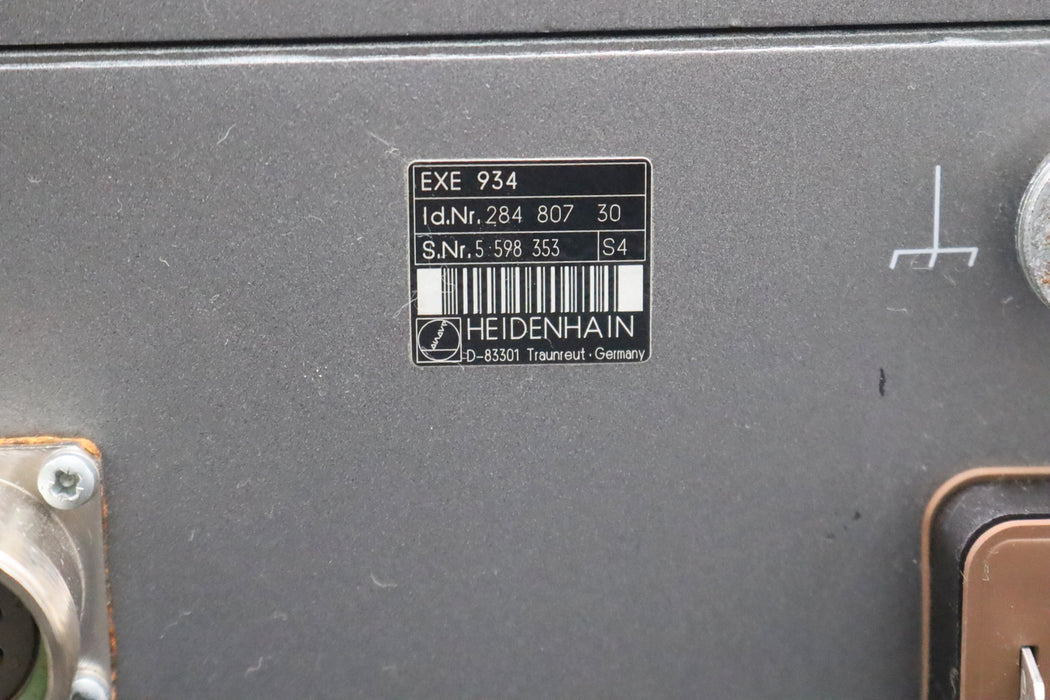 EXE 934
Id.Nr. 284 807 30
S.Nr. 5 598 353 S4
HEIDENHAIN
D-83301 Traunreut · Germany